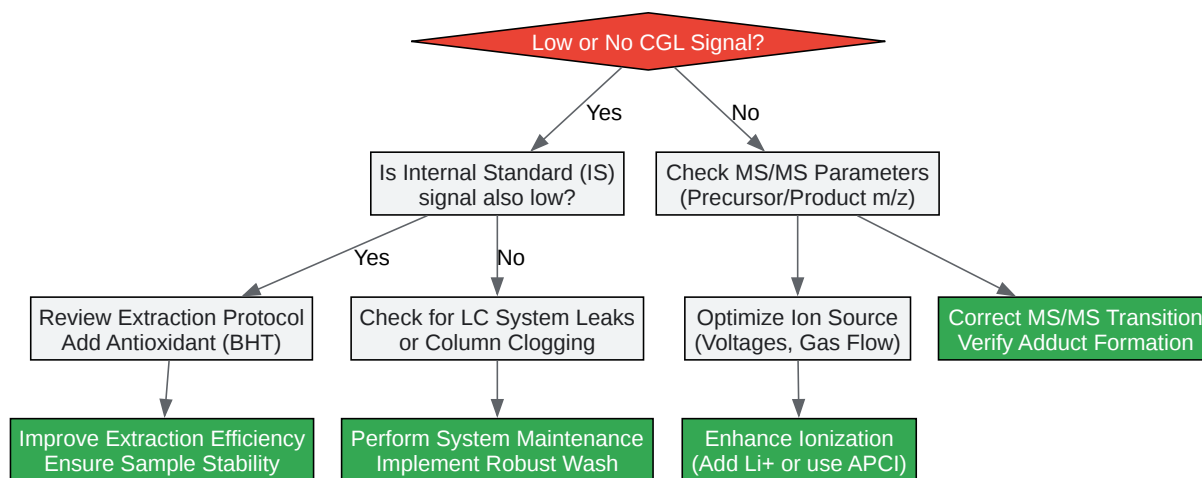 Low or No CGL Signal?
Yes
No
Is Internal Standard (IS)
signal also low?
Check MS/MS Parameters
(Precursor/Product m/z)
Yes
No
Review Extraction Protocol
Add Antioxidant (BHT)
Check for LC System Leaks
or Column Clogging
Optimize Ion Source
(Voltages, Gas Flow)
Correct MS/MS Transition
Verify Adduct Formation
Improve Extraction Efficiency
Ensure Sample Stability
Perform System Maintenance
Implement Robust Wash
Enhance Ionization
(Add Li+ or use APCI)